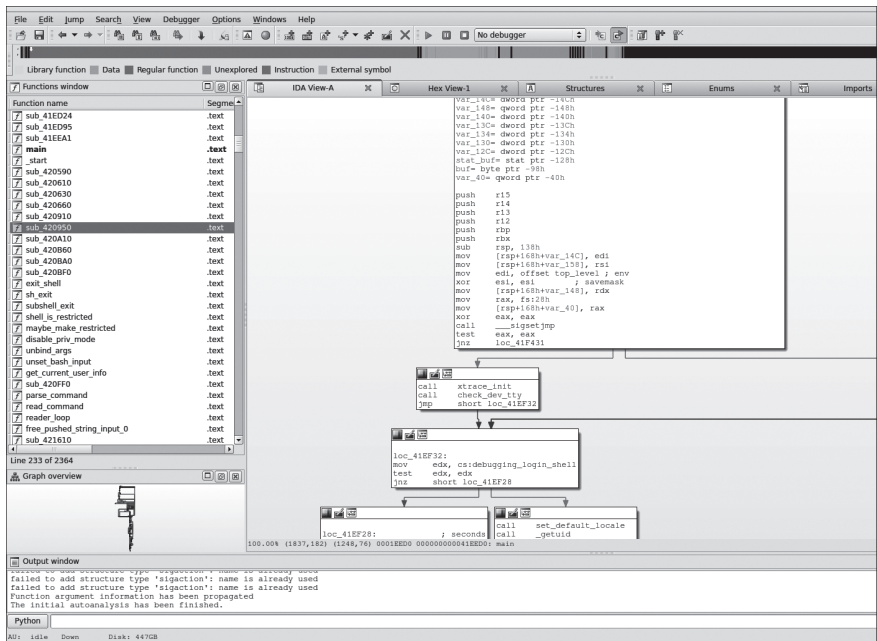 File Edit Jump Search View Debugger Options Windows Help
No debugger
Library function Data Regular function Unexplored Instruction External symbol
Functions window
Function name Segmen
sub_41ED24 .text
sub_41ED95 .text
sub_41EEA1 .text
main .text
_start .text
sub_420590 .text
sub_420610 .text
sub_420630 .text
sub_420660 .text
sub_420910 .text
sub_420950 .text
sub_420A10 .text
sub_420B60 .text
sub_420BA0 .text
sub_420BF0 .text
exit_shell .text
sh_exit .text
subshell_exit .text
shell_is_restricted .text
maybe_make_restricted .text
disable_priv_mode .text
unbind_args .text
unset_bash_input .text
get_current_user_info .text
sub_420FF0 .text
parse_command .text
read_command .text
reader_loop .text
free_pushed_string_input_0 .text
sub_421610 .text
Line 233 of 2364
Graph overview
IDA View-A Hex View-1 Structures Enums Imports
var_14C= dword ptr -14Ch
var_148= qword ptr -148h
var_140= dword ptr -140h
var_13C= dword ptr -13Ch
var_134= dword ptr -134h
var_130= dword ptr -130h
var_12C= dword ptr -12Ch
stat_buf= stat ptr -128h
buf= byte ptr -98h
var_40= qword ptr -40h
push r15
push r14
push r13
push r12
push rbp
push rbx
sub rsp, 138h
mov [rsp+168h+var_14C], edi
mov [rsp+168h+var_158], rsi
mov edi, offset top_level ; env
xor esi, esi ; savemask
mov [rsp+168h+var_148], rdx
mov rax, fs:28h
mov [rsp+168h+var_40], rax
xor eax, eax
call ___sigsetjmp
test eax, eax
jnz loc_41F431
call xtrace_init
call check_dev_tty
jmp short loc_41EF32
loc_41EF32:
mov edx, cs:debugging_login_shell
test edx, edx
jnz short loc_41EF28
loc_41EF28: ; seconds
call set_default_locale
call _getuid
100.00% (1837,182) (1248,76) 0001EED0 000000000041EED0: main
Output window
failed to add structure type 'sigaction': name is already used
failed to add structure type 'sigaction': name is already used
failed to add structure type 'sigaction': name is already used
Function argument information has been propagated
The initial autoanalysis has been finished.
Python
AU: idle Down Disk: 447GB